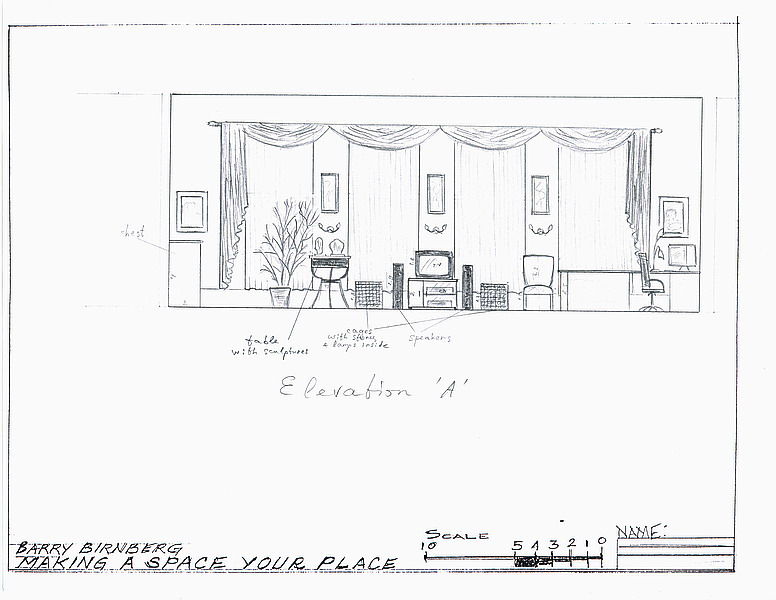 chest
table
with sculptures
cages
with stones
& lamps inside
speakers
Elevation 'A'
BARRY BIRNBERG
MAKING A SPACE YOUR PLACE
SCALE
10 5 4 3 2 1 0
NAME: